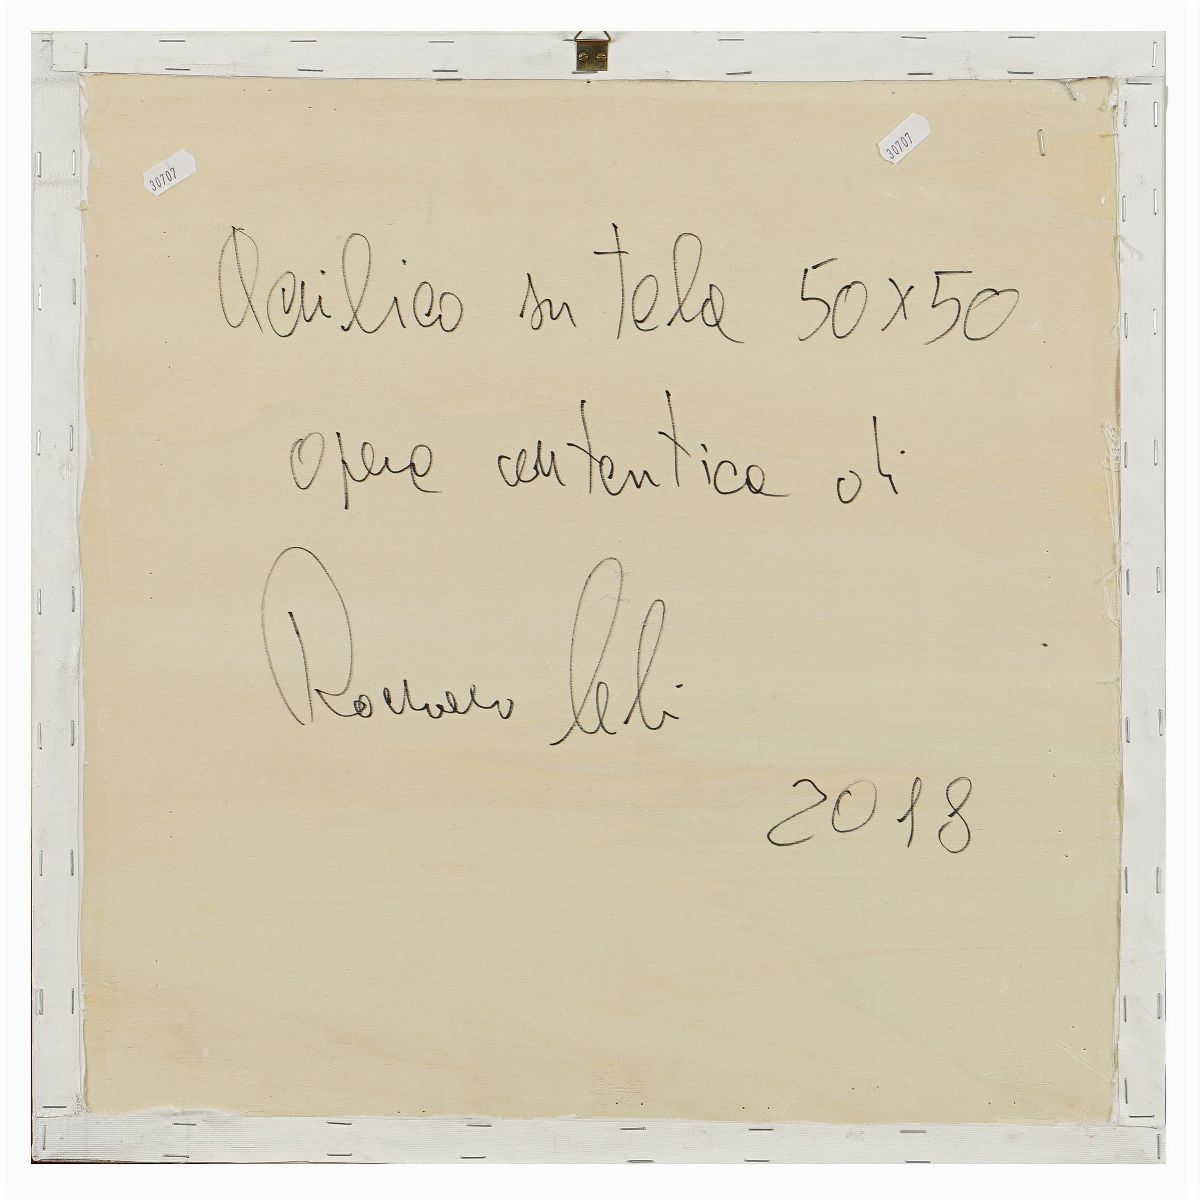 30707
30707
Acrilico su tela 50x50
opera autentica di
2018